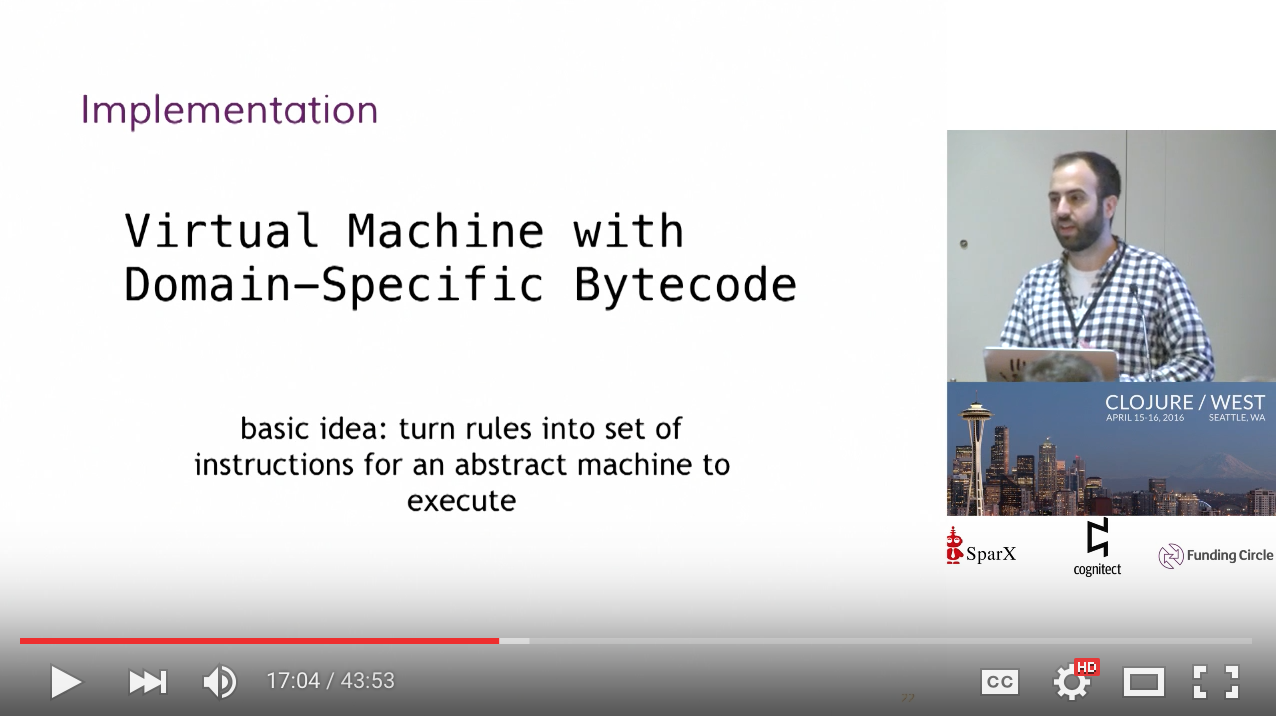 Implementation
Virtual Machine with
Domain-Specific Bytecode
basic idea: turn rules into set of
instructions for an abstract machine to
execute
CLOJURE / WEST
APRIL 15-16, 2016 SEATTLE, WA
SparX
cognitect
Funding Circle
17:04 / 43:53
CC
HD
22